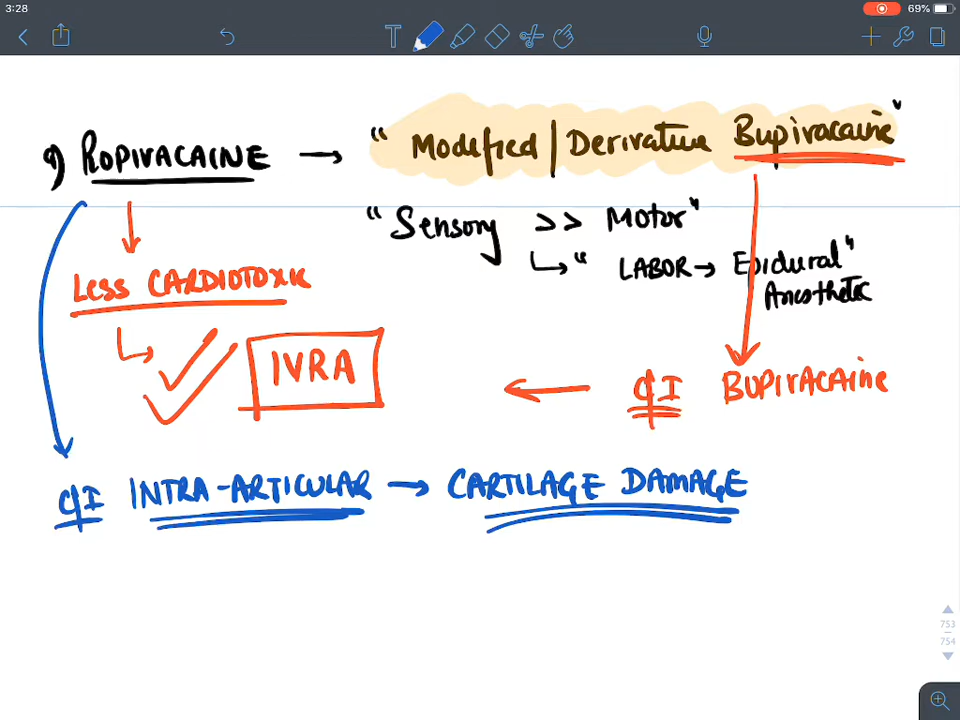 3:28
69%
T
1) ROPIVACAINE → "Modified / Derivative Bupivacaine"
"Sensory >> Motor"
↳ "LABOR → Epidural"
Anesthetic
Less CARDIOTOXIC
IVRA ← CI BUPIVACAINE
CI INTRA-ARTICULAR → CARTILAGE DAMAGE
753
754